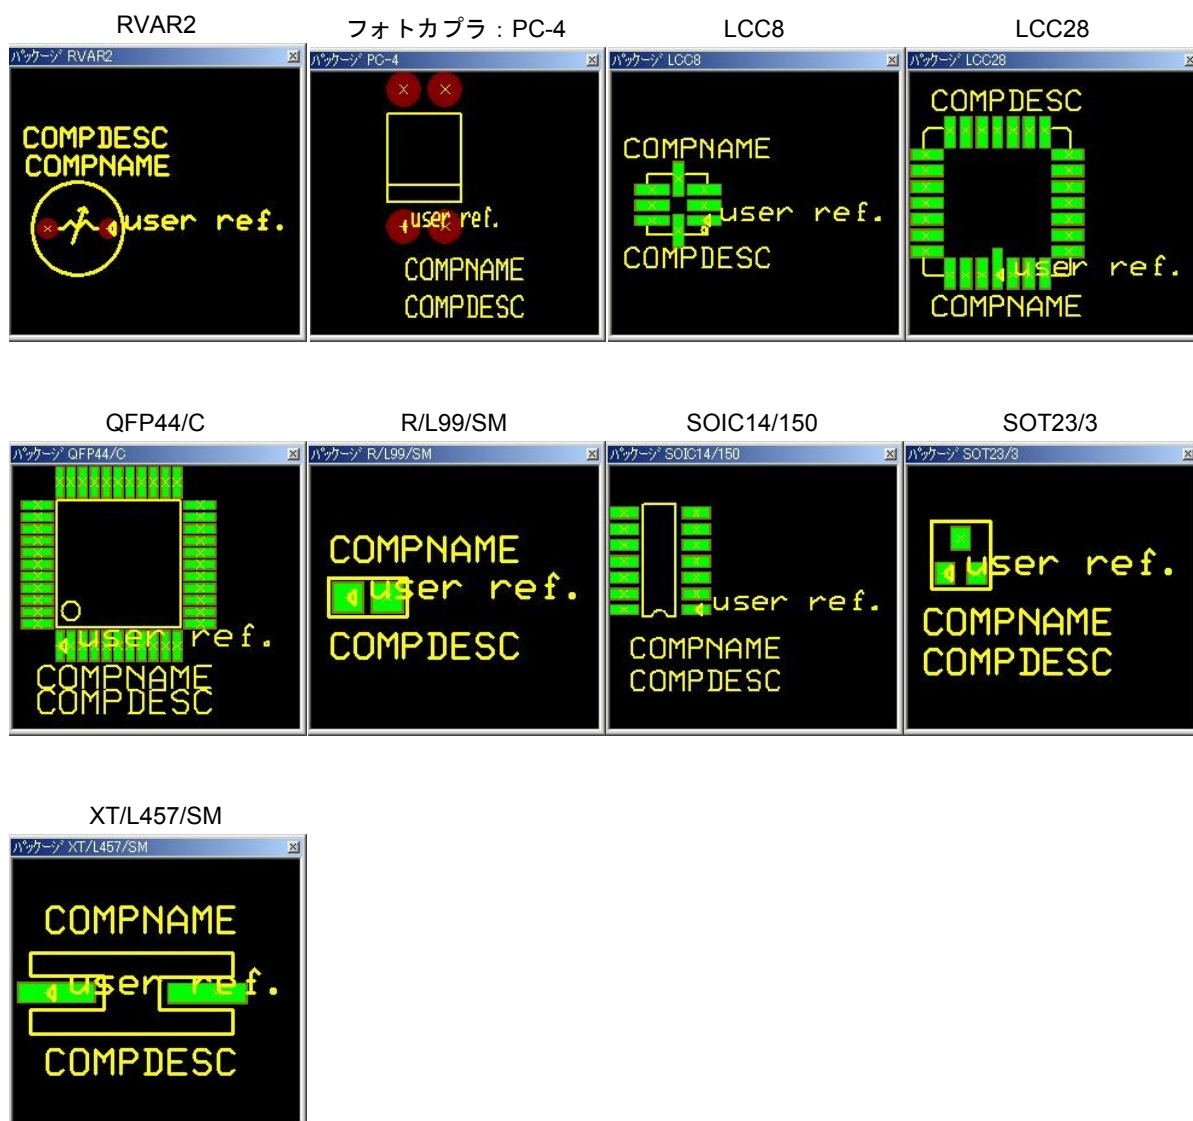 RVAR2
フォトカプラ：PC-4
LCC8
LCC28
パッケージ RVAR2
パッケージ PC-4
パッケージ LCC8
パッケージ LCC28
COMPDESC
COMPNAME
user ref.
user ref.
COMPNAME
COMPDESC
COMPNAME
user ref.
COMPDESC
COMPDESC
user ref.
COMPNAME
QFP44/C
R/L99/SM
SOIC14/150
SOT23/3
パッケージ QFP44/C
パッケージ R/L99/SM
パッケージ SOIC14/150
パッケージ SOT23/3
user ref.
COMPNAME
COMPDESC
COMPNAME
user ref.
COMPDESC
user ref.
COMPNAME
COMPDESC
user ref.
COMPNAME
COMPDESC
XT/L457/SM
パッケージ XT/L457/SM
COMPNAME
user ref.
COMPDESC